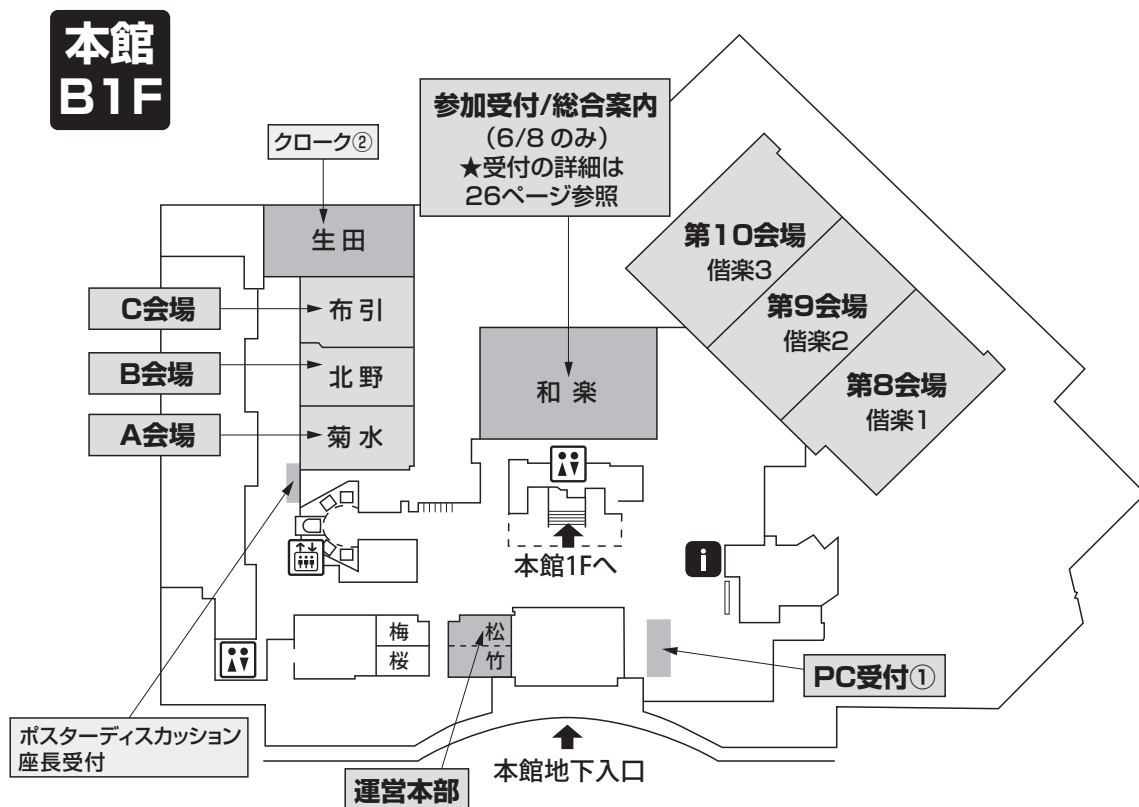 本館
B1F
参加受付/総合案内
（6/8 のみ）
★受付の詳細は
26ページ参照
クローク②
生田
第10会場
偕楽3
C会場
布引
第9会場
偕楽2
B会場
北野
和楽
第8会場
偕楽1
A会場
菊水
i
本館1Fへ
梅
松
桜
竹
PC受付①
ポスターディスカッション
座長受付
本館地下入口
運営本部